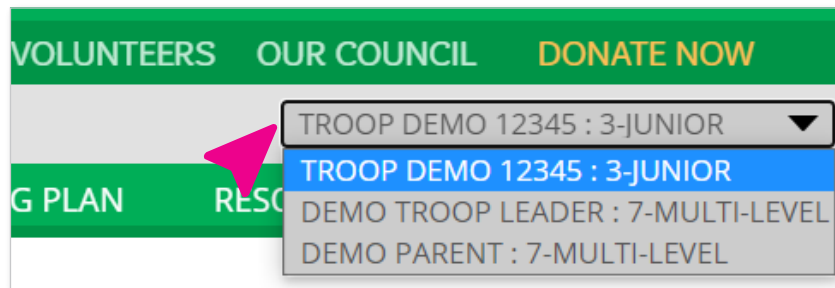 VOLUNTEERS OUR COUNCIL DONATE NOW
TROOP DEMO 12345 : 3-JUNIOR
TROOP DEMO 12345 : 3-JUNIOR
G PLAN
DEMO TROOP LEADER : 7-MULTI-LEVEL
DEMO PARENT : 7-MULTI-LEVEL